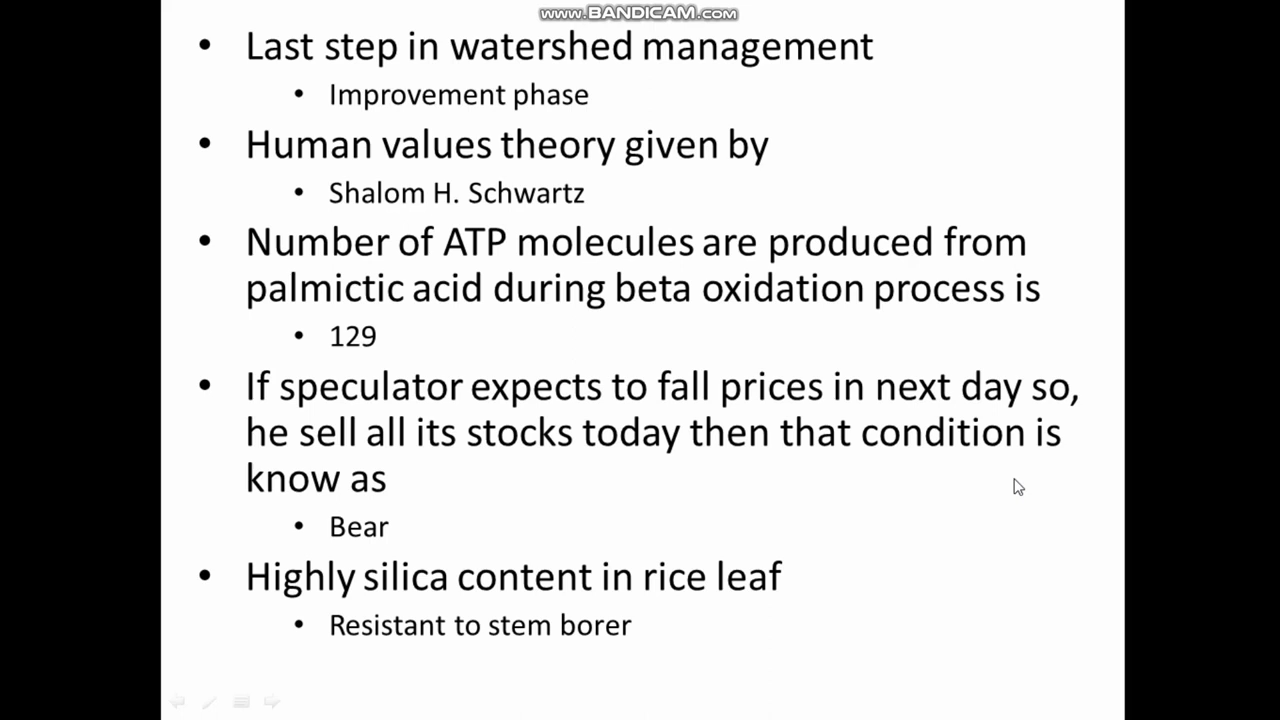 www.BANDICAM.com
• Last step in watershed management
• Improvement phase
• Human values theory given by
• Shalom H. Schwartz
• Number of ATP molecules are produced from
palmictic acid during beta oxidation process is
• 129
• If speculator expects to fall prices in next day so,
he sell all its stocks today then that condition is
know as
• Bear
• Highly silica content in rice leaf
• Resistant to stem borer